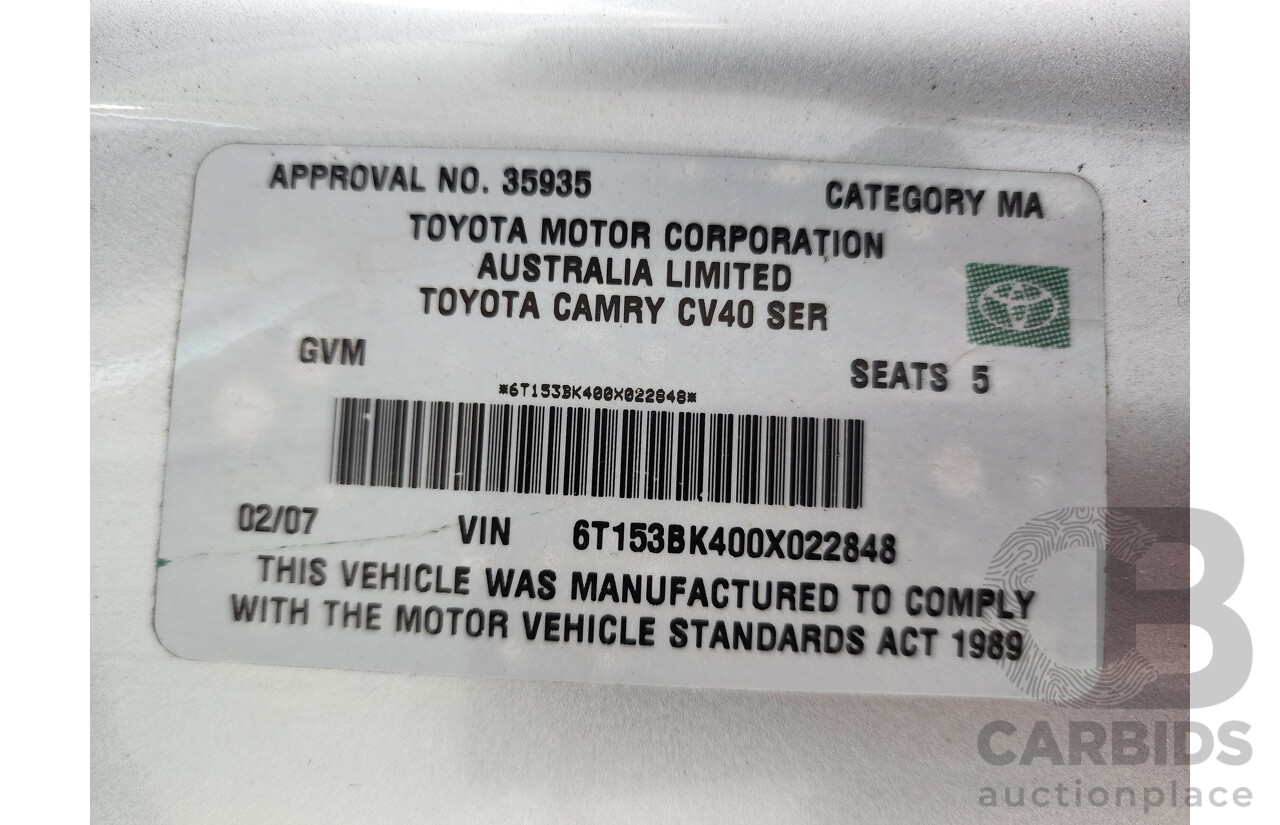 APPROVAL NO. 35935 CATEGORY MA
TOYOTA MOTOR CORPORATION
AUSTRALIA LIMITED
TOYOTA CAMRY CV40 SER
GVM SEATS 5
*6T153BK400X022848*
02/07 VIN 6T153BK400X022848
THIS VEHICLE WAS MANUFACTURED TO COMPLY
WITH THE MOTOR VEHICLE STANDARDS ACT 1989
CB
CARBIDS
auctionplace